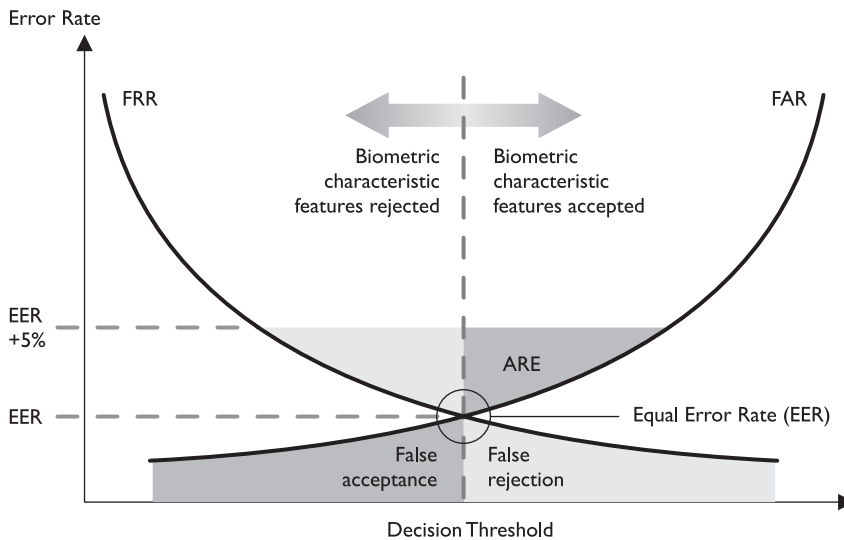 Error Rate
FRR
FAR
Biometric
characteristic
features rejected
Biometric
characteristic
features accepted
EER
+5%
ARE
EER
Equal Error Rate (EER)
False
acceptance
False
rejection
Decision Threshold